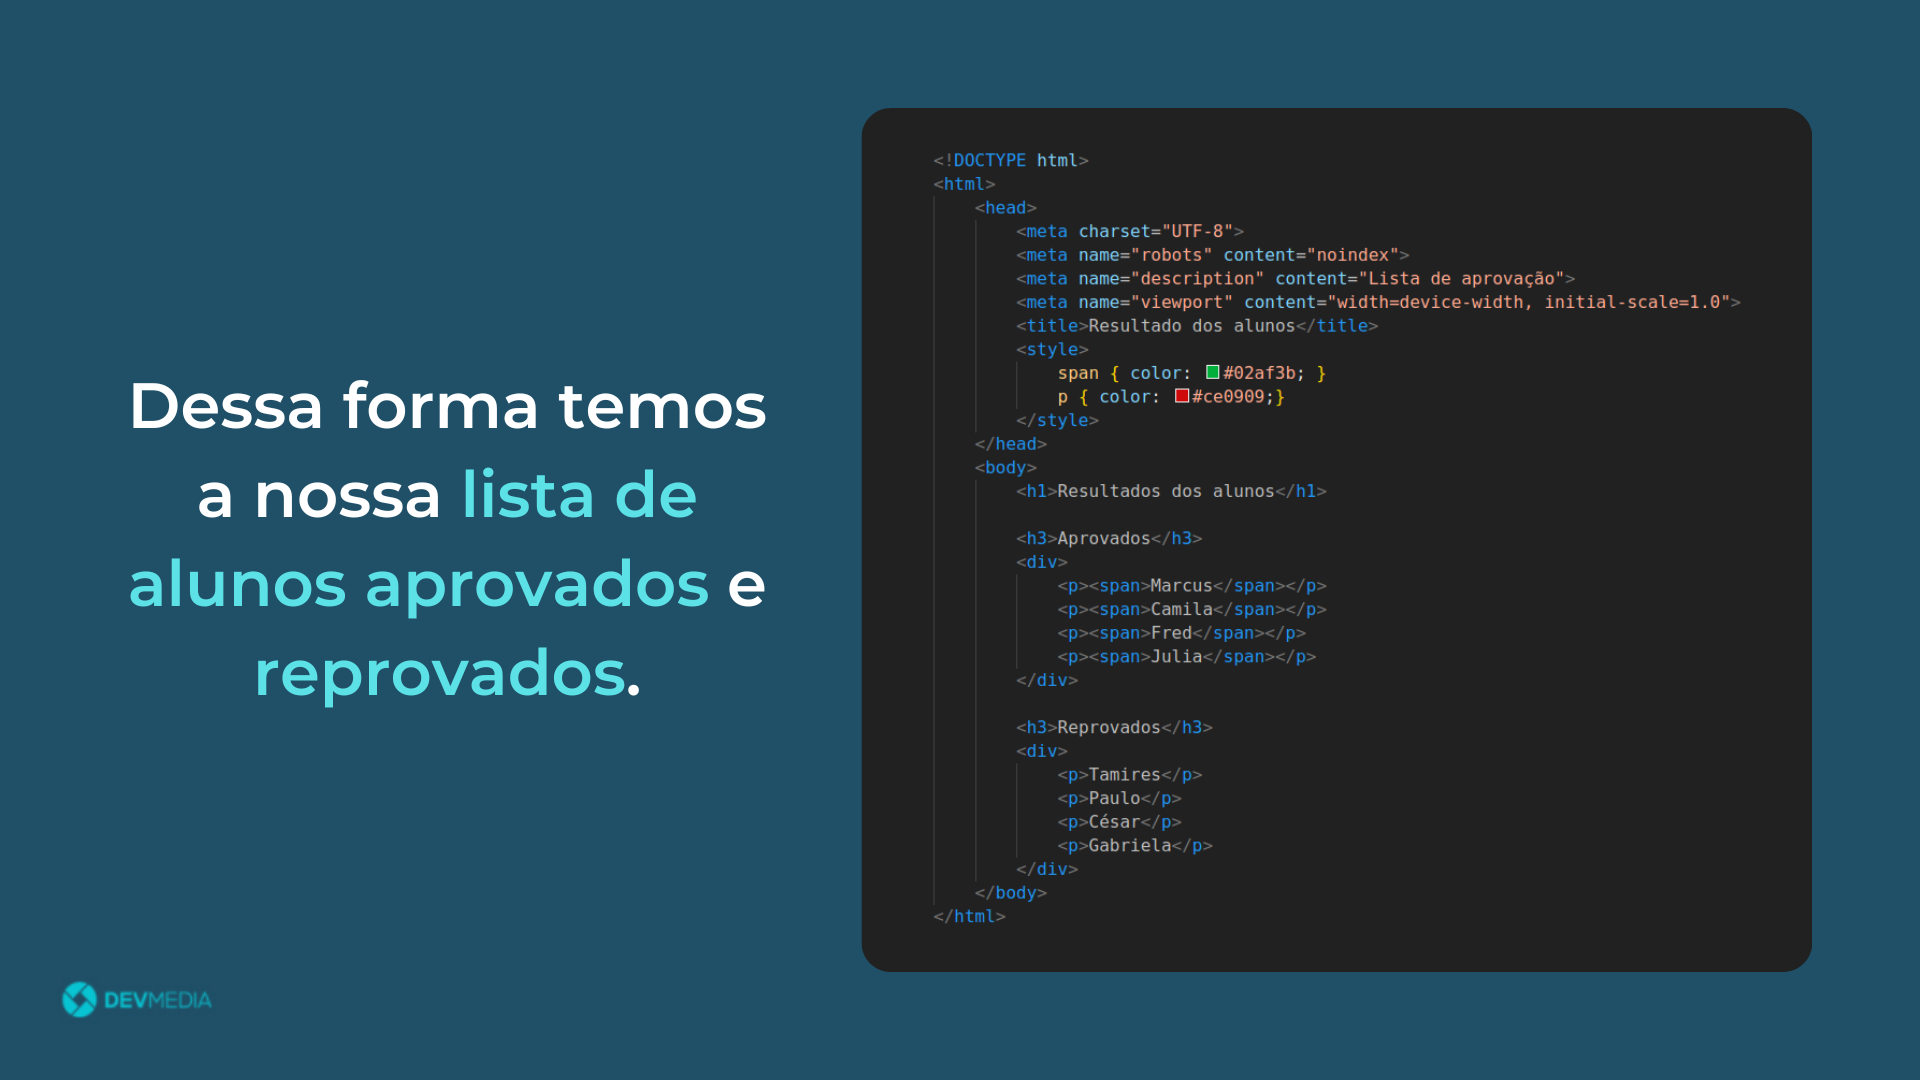 Dessa forma temos
a nossa lista de
alunos aprovados e
reprovados.
<!DOCTYPE html>
<html>
    <head>
        <meta charset="UTF-8">
        <meta name="robots" content="noindex">
        <meta name="description" content="Lista de aprovação">
        <meta name="viewport" content="width=device-width, initial-scale=1.0">
        <title>Resultado dos alunos</title>
        <style>
            span { color: #02af3b; }
            p { color: #ce0909;}
        </style>
    </head>
    <body>
        <h1>Resultados dos alunos</h1>

        <h3>Aprovados</h3>
        <div>
            <p><span>Marcus</span></p>
            <p><span>Camila</span></p>
            <p><span>Fred</span></p>
            <p><span>Julia</span></p>
        </div>

        <h3>Reprovados</h3>
        <div>
            <p>Tamires</p>
            <p>Paulo</p>
            <p>César</p>
            <p>Gabriela</p>
        </div>
    </body>
</html>
DEVMEDIA